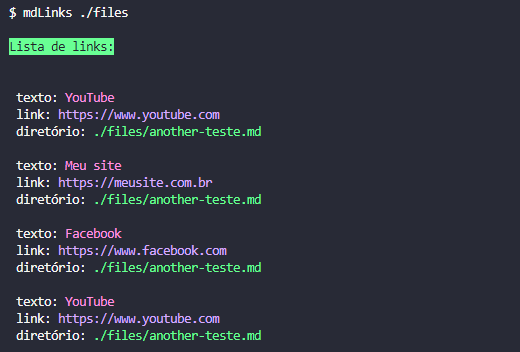 $ mdLinks ./files
Lista de links:
texto: YouTube
link: https://www.youtube.com
diretório: ./files/another-teste.md
texto: Meu site
link: https://meusite.com.br
diretório: ./files/another-teste.md
texto: Facebook
link: https://www.facebook.com
diretório: ./files/another-teste.md
texto: YouTube
link: https://www.youtube.com
diretório: ./files/another-teste.md